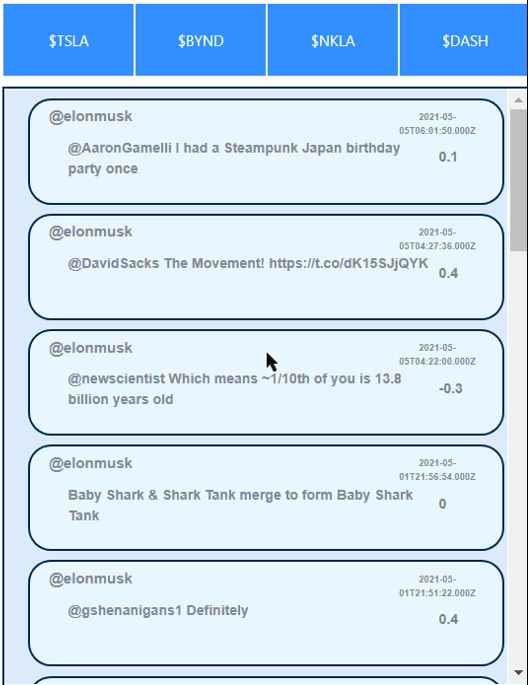 $TSLA $BYND $NKLA $DASH
@elonmusk
2021-05-
05T06:01:50.000Z
@AaronGamelli I had a Steampunk Japan birthday
party once
0.1
@elonmusk
2021-05-
05T04:27:36.000Z
@DavidSacks The Movement! https://t.co/dK15SJjQYK
0.4
@elonmusk
2021-05-
05T04:22:00.000Z
@newscientist Which means ~1/10th of you is 13.8
billion years old
-0.3
@elonmusk
2021-05-
01T21:56:54.000Z
Baby Shark & Shark Tank merge to form Baby Shark
Tank
0
@elonmusk
2021-05-
01T21:51:22.000Z
@gshenanigans1 Definitely
0.4